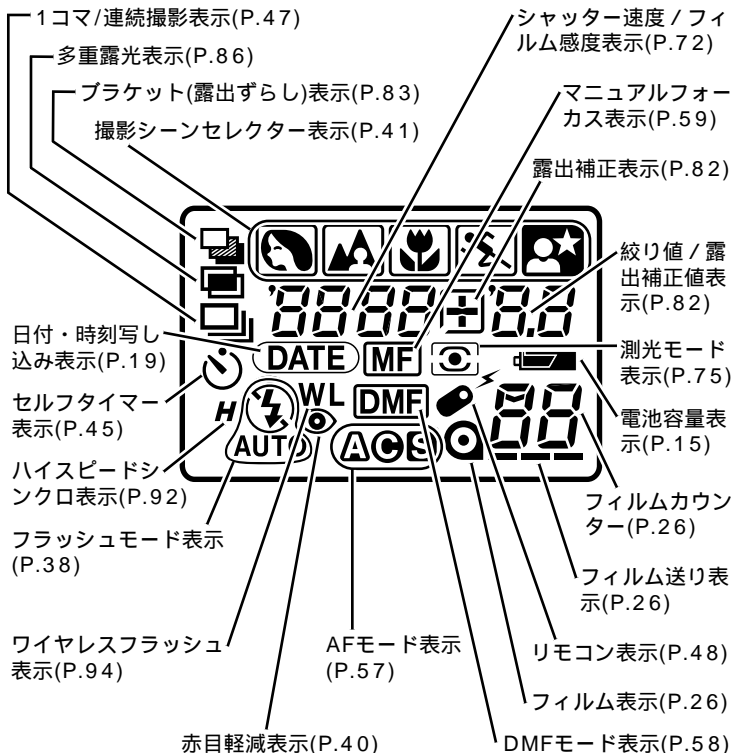 1コマ/連続撮影表示(P.47)
多重露光表示(P.86)
ブラケット(露出ずらし)表示(P.83)
撮影シーンセレクター表示(P.41)
シャッター速度 / フィ
ルム感度表示(P.72)
マニュアルフォー
カス表示(P.59)
露出補正表示(P.82)
絞り値 / 露
出補正値表
示(P.82)
測光モード
表示(P.75)
電池容量表
示(P.15)
フィルムカウン
ター(P.26)
フィルム送り表
示(P.26)
リモコン表示(P.48)
フィルム表示(P.26)
DMFモード表示(P.58)
日付・時刻写し
込み表示(P.19)
セルフタイマー
表示(P.45)
ハイスピードシ
ンクロ表示(P.92)
フラッシュモード表示
(P.38)
ワイヤレスフラッシュ
表示(P.94)
赤目軽減表示(P.40)
AFモード表示
(P.57)
'8888 '8.8
DATE MF
WL DMF 88
H
AUTO A C S